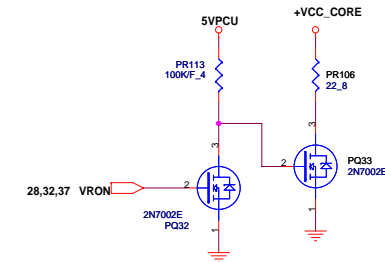 5VPCU
+VCC_CORE
PR113
100K/F_4
PR106
22_8
3
3
2
PQ33
2N7002E
28,32,37 VRON
2
2N7002E
PQ32
1
1